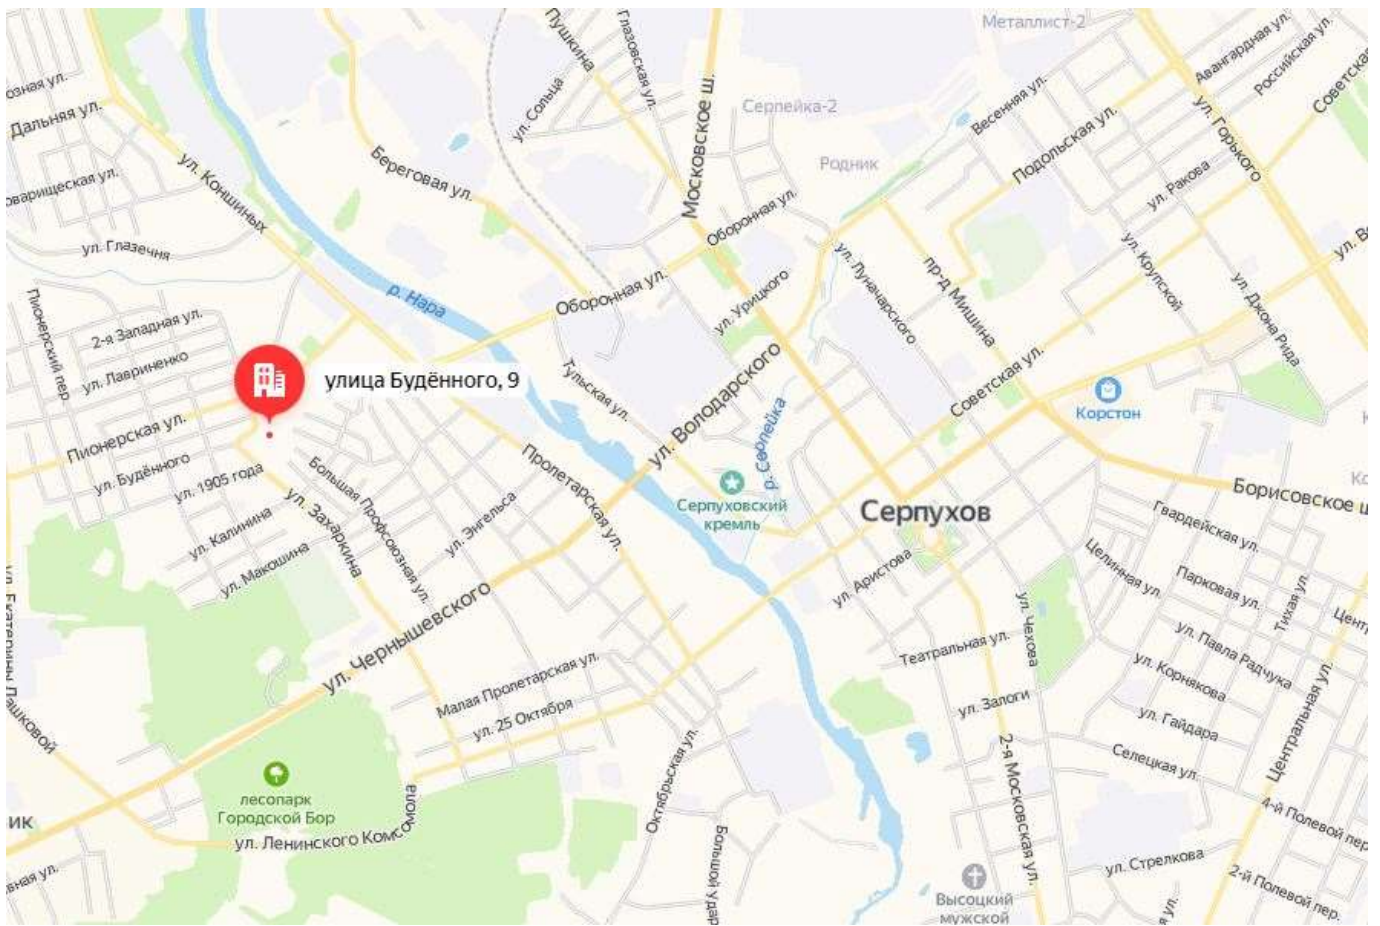 Металлист-2
Пушкина
Глазовская ул.
ул. Сольца
Московское ш.
Серпейка-2
Родник
Весенняя ул.
Подольская ул.
Авангардная ул.
Российская ул.
Советская
ул. Горького
ул. Ракова
Дальняя ул.
ул. Коншиных
Береговая ул.
ул. Глазечня
Оборонная ул.
ул. Луначарского
пр-д Мишина
ул. Крупской
ул. Джона Рида
р. Нара
Оборонная ул.
ул. Урицкого
Пионерский пер
2-я Западная ул.
ул. Лавриненко
улица Будённого, 9
Тульская ул.
ул. Володарского
Советская ул.
Корстон
Пионерская ул.
ул. Будённого
ул. 1905 года
Большая Профсоюзная ул.
Пролетарская ул.
ул. Энгельса
Серпуховский
кремль
Серпухов
Борисовское ш
ул. Захаркина
ул. Калинина
ул. Макошина
ул. Аристова
Гвардейская ул.
Целинная ул.
Парковая ул.
Тихая ул.
ул. Чернышевского
ул. Чехова
Театральная ул.
ул. Павла Радчука
ул. Корнякова
Малая Пролетарская ул.
ул. 25 Октября
ул. Залоги
ул. Гайдара
Центральная ул.
Октябрьская ул.
2-я Московская ул.
Селецкая ул.
4-й Полевой пер.
лесопарк
Городской Бор
ул. Ленинского Комсомола
ик
ул. Стрелкова
2-й Полевой пер.
Высоцкий
мужской